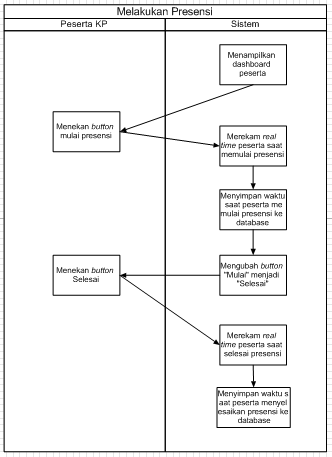 Melakukan Presensi
Peserta KP
Sistem
Menampilkan
dashboard
peserta
Menekan button
mulai presensi
Merekam real
time peserta saat
memulai presensi
Menyimpan waktu
saat peserta me
mulai presensi ke
database
Menekan button
Selesai
Mengubah button
"Mulai" menjadi
"Selesai"
Merekam real
time peserta saat
selesai presensi
Menyimpan waktu s
aat peserta menyel
esaikan presensi ke
database